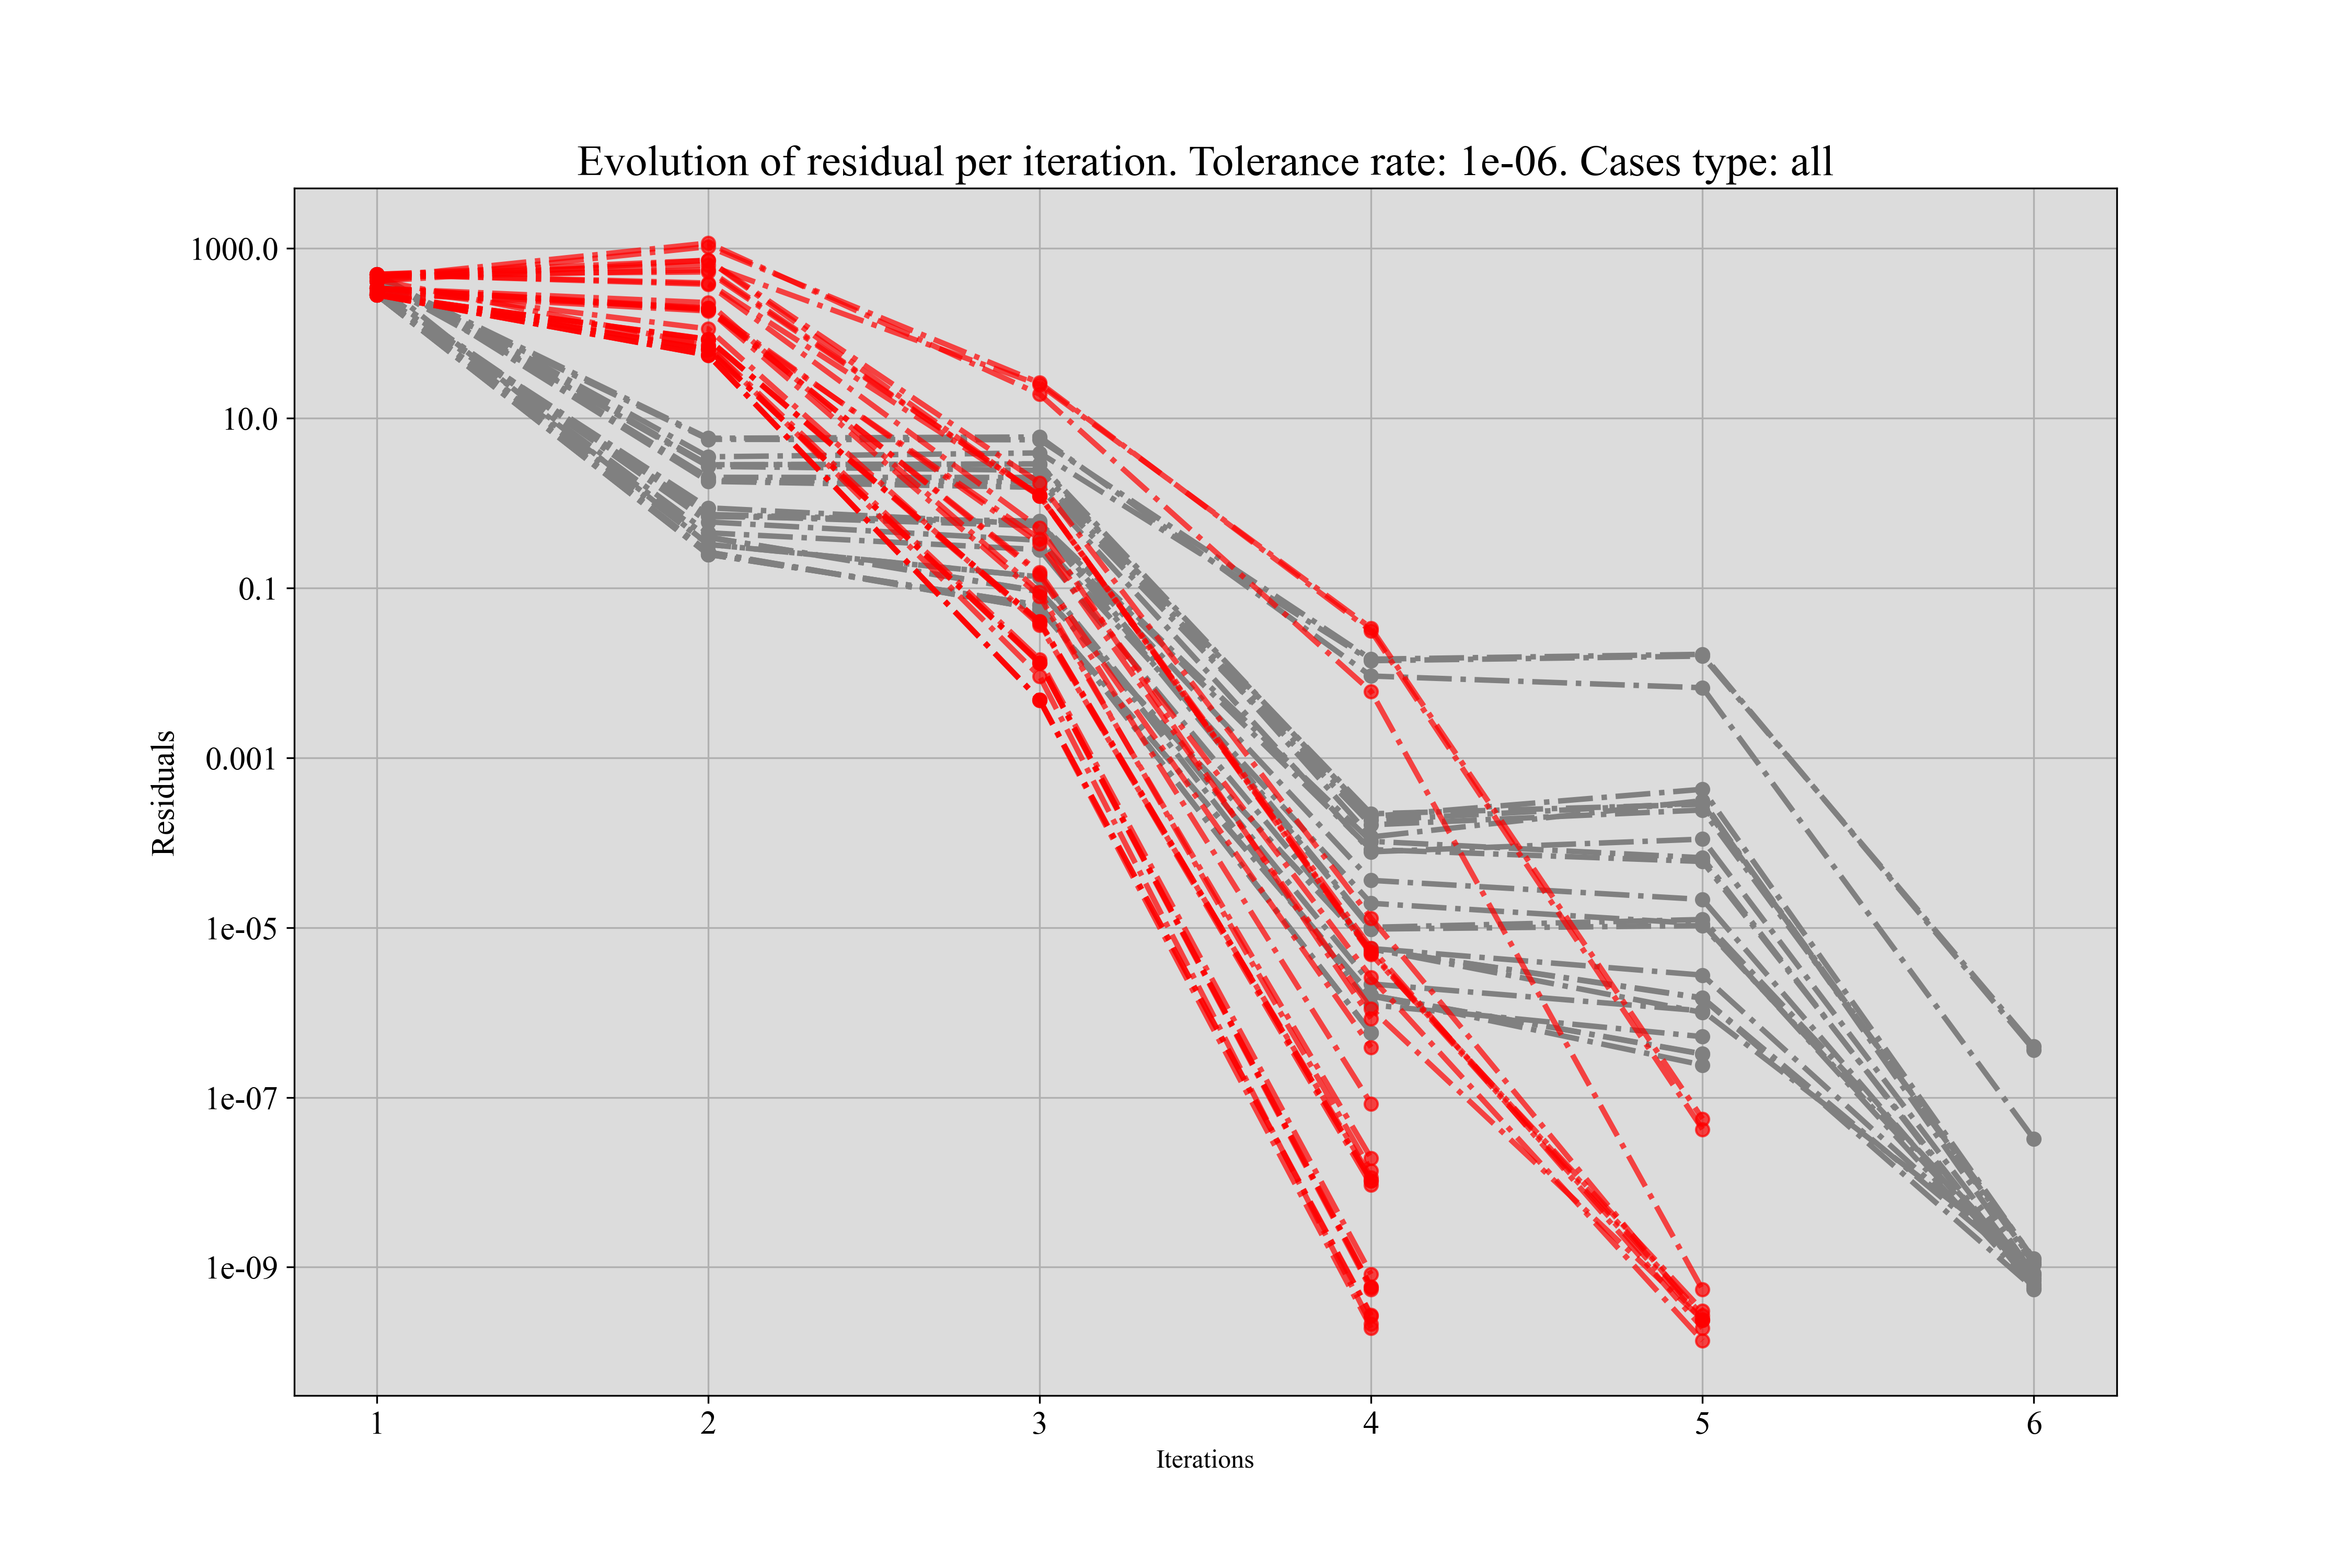 Evolution of residual per iteration. Tolerance rate: 1e-06. Cases type: all
1000.0
10.0
0.1
0.001
1e-05
1e-07
1e-09
Residuals
1 2 3 4 5 6
Iterations